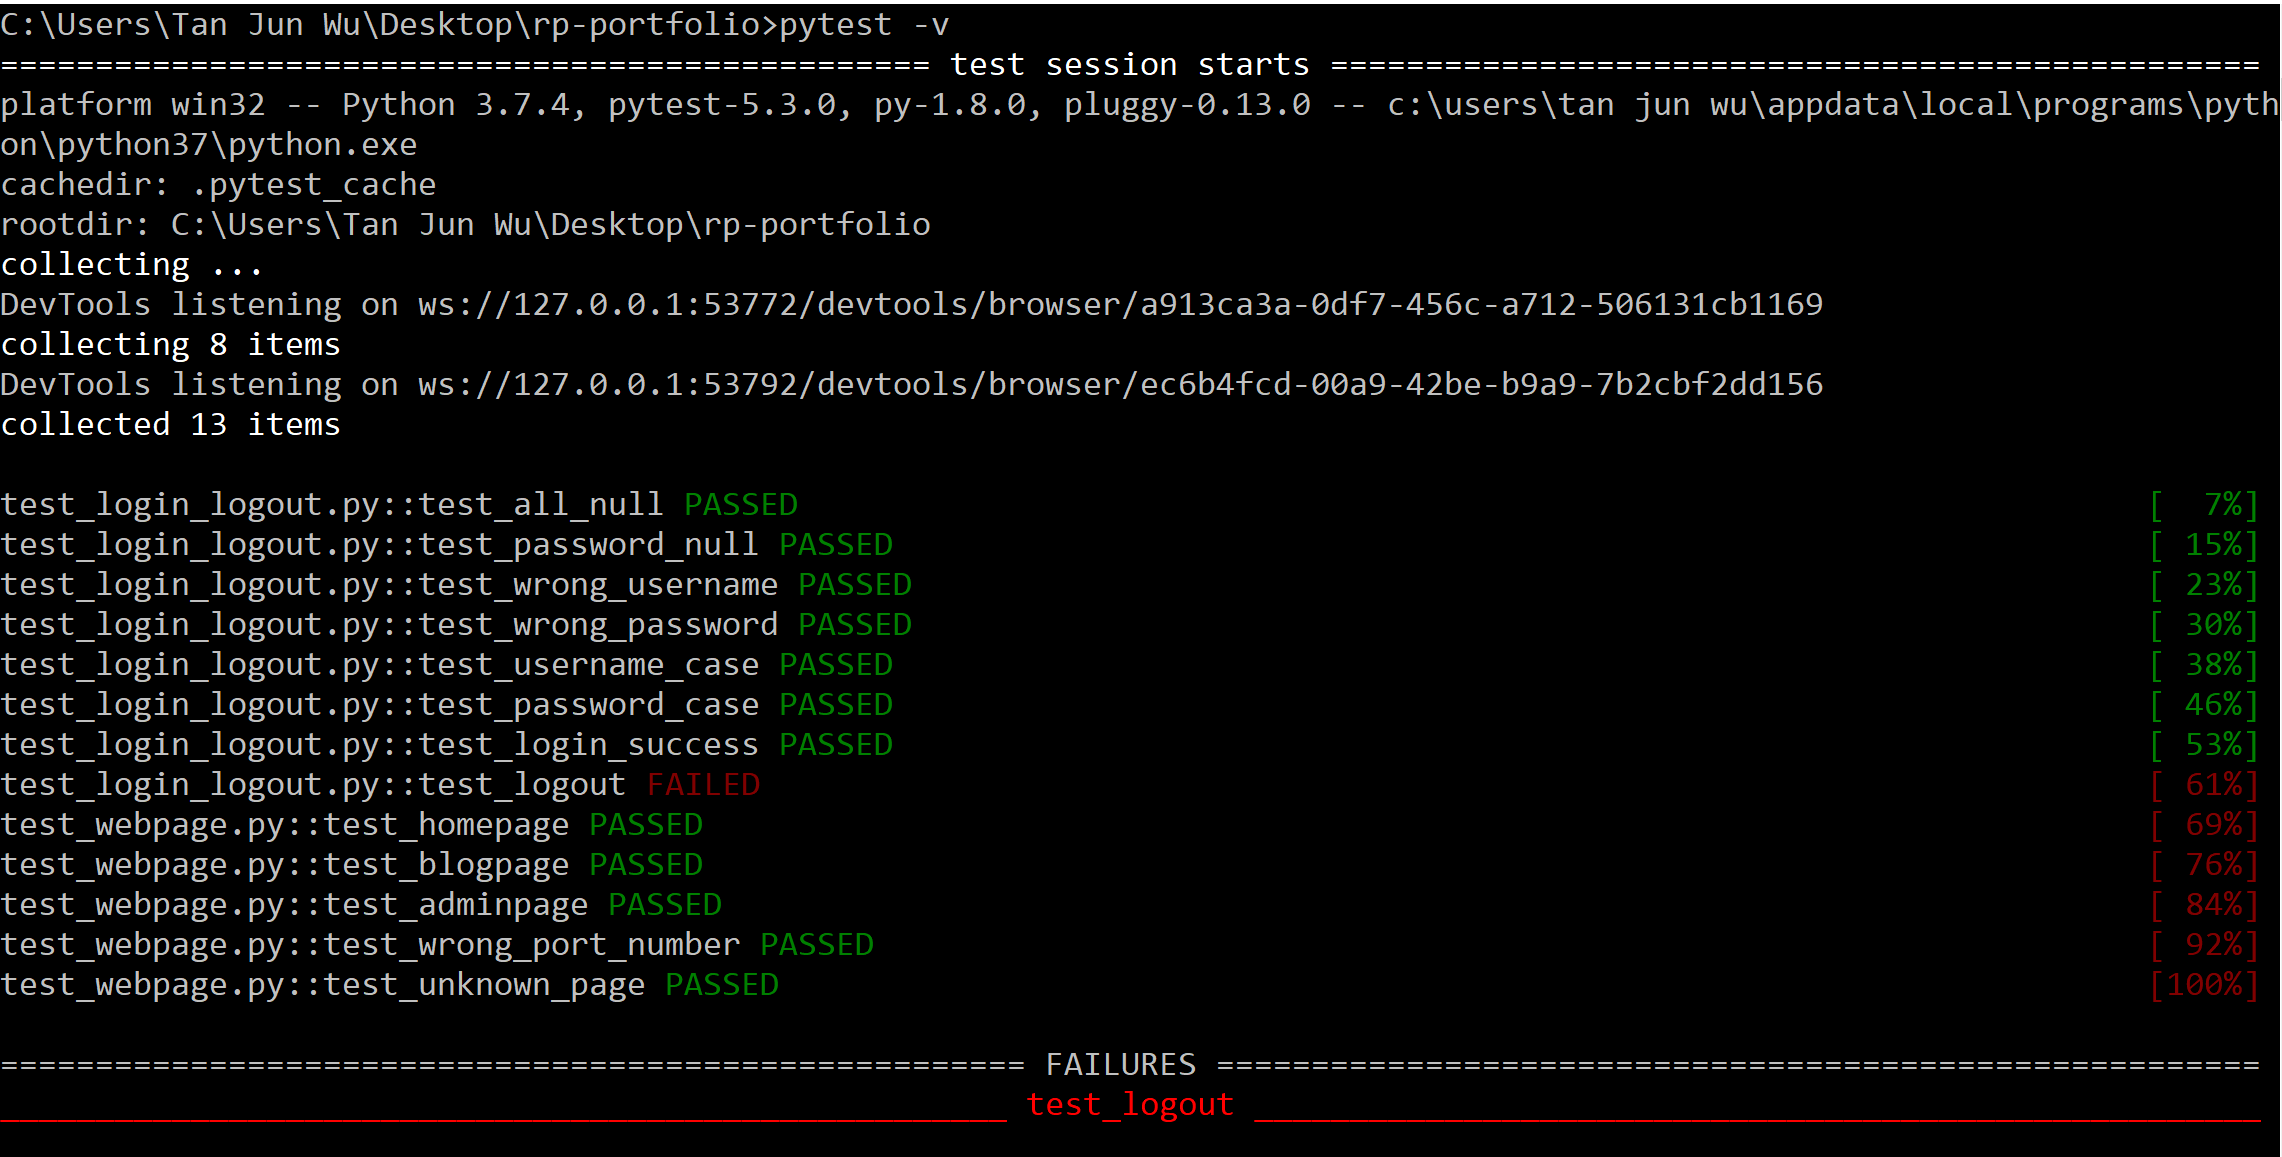 C:\Users\Tan Jun Wu\Desktop\rp-portfolio>pytest -v
================================================= test session starts =================================================
platform win32 -- Python 3.7.4, pytest-5.3.0, py-1.8.0, pluggy-0.13.0 -- c:\users\tan jun wu\appdata\local\programs\pyth
on\python37\python.exe
cachedir: .pytest_cache
rootdir: C:\Users\Tan Jun Wu\Desktop\rp-portfolio
collecting ...
DevTools listening on ws://127.0.0.1:53772/devtools/browser/a913ca3a-0df7-456c-a712-506131cb1169
collecting 8 items
DevTools listening on ws://127.0.0.1:53792/devtools/browser/ec6b4fcd-00a9-42be-b9a9-7b2cbf2dd156
collected 13 items
test_login_logout.py::test_all_null PASSED [  7%]
test_login_logout.py::test_password_null PASSED [ 15%]
test_login_logout.py::test_wrong_username PASSED [ 23%]
test_login_logout.py::test_wrong_password PASSED [ 30%]
test_login_logout.py::test_username_case PASSED [ 38%]
test_login_logout.py::test_password_case PASSED [ 46%]
test_login_logout.py::test_login_success PASSED [ 53%]
test_login_logout.py::test_logout FAILED [ 61%]
test_webpage.py::test_homepage PASSED [ 69%]
test_webpage.py::test_blogpage PASSED [ 76%]
test_webpage.py::test_adminpage PASSED [ 84%]
test_webpage.py::test_wrong_port_number PASSED [ 92%]
test_webpage.py::test_unknown_page PASSED [100%]
====================================================== FAILURES =======================================================
_____________________________________________________ test_logout _____________________________________________________